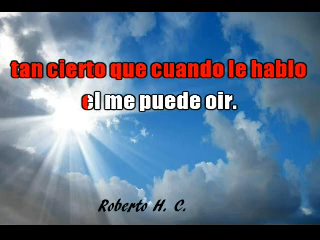 tan cierto que cuando le hablo
el me puede oir.
Roberto H. C.